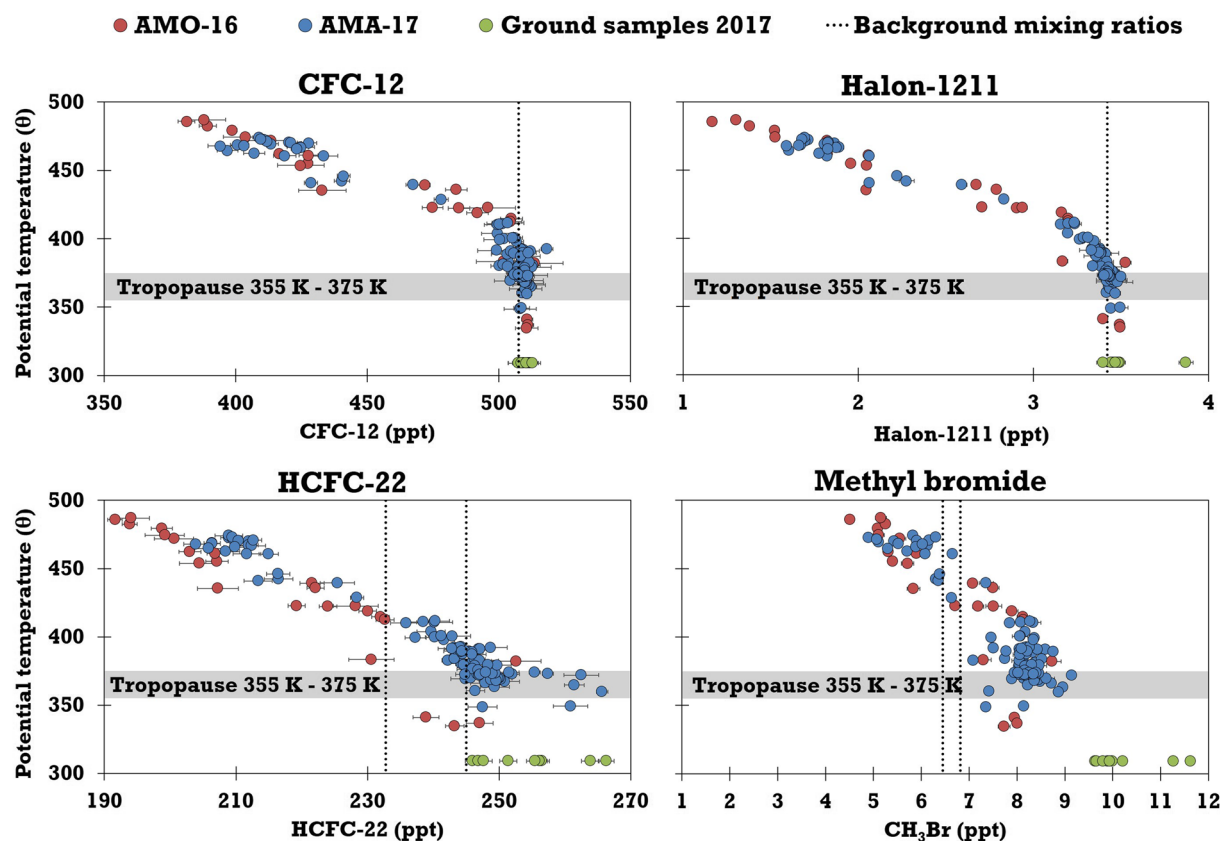 AMO-16 AMA-17 Ground samples 2017 Background mixing ratios
CFC-12
Potential temperature (θ)
500
450
400
350
300
Tropopause 355 K - 375 K
350 400 450 500 550
CFC-12 (ppt)
Halon-1211
Tropopause 355 K - 375 K
1 2 3 4
Halon-1211 (ppt)
HCFC-22
Potential temperature (θ)
500
450
400
350
300
Tropopause 355 K - 375 K
190 210 230 250 270
HCFC-22 (ppt)
Methyl bromide
Tropopause 355 K - 375 K
1 2 3 4 5 6 7 8 9 10 11 12
CH₃Br (ppt)